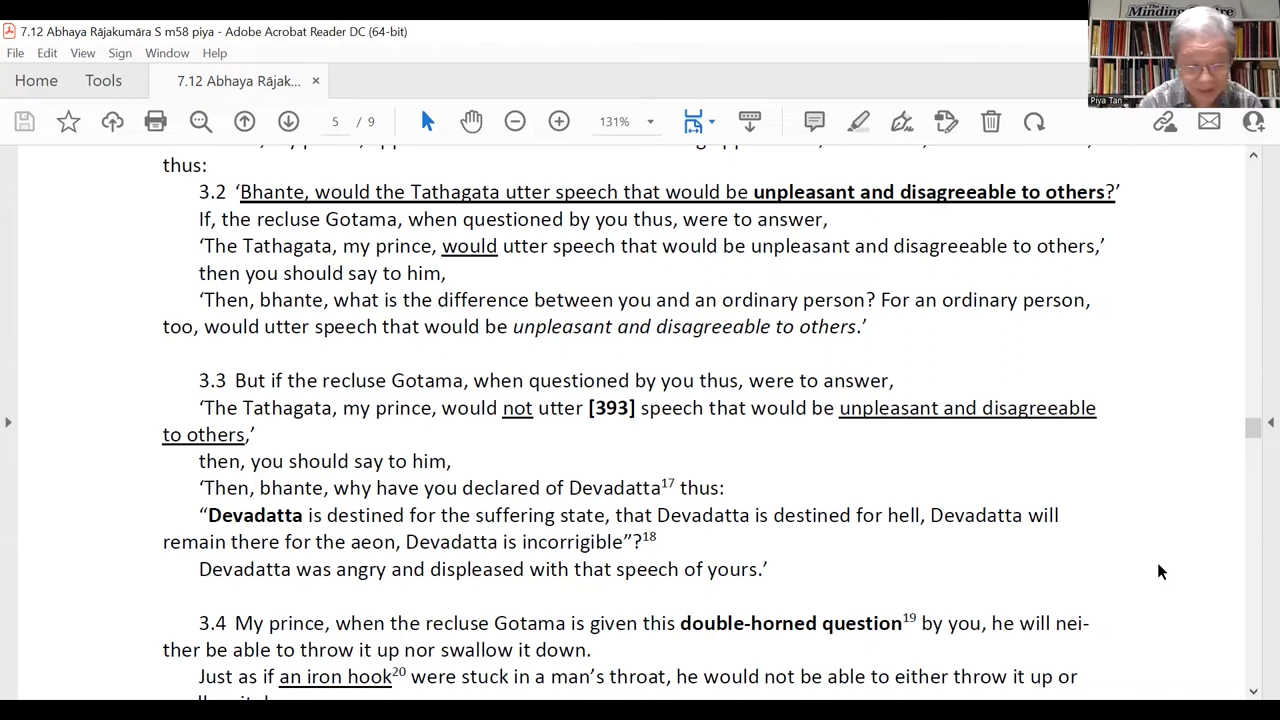 7.12 Abhaya Rājakumāra S m58 piya - Adobe Acrobat Reader DC (64-bit)
The Minding Centre
File Edit View Sign Window Help
Home Tools 7.12 Abhaya Rājak... ×
5 / 9 131%
Piya Tan
thus:
3.2 ‘Bhante, would the Tathagata utter speech that would be unpleasant and disagreeable to others?’
If, the recluse Gotama, when questioned by you thus, were to answer,
‘The Tathagata, my prince, would utter speech that would be unpleasant and disagreeable to others,’
then you should say to him,
‘Then, bhante, what is the difference between you and an ordinary person? For an ordinary person,
too, would utter speech that would be unpleasant and disagreeable to others.’
3.3 But if the recluse Gotama, when questioned by you thus, were to answer,
‘The Tathagata, my prince, would not utter [393] speech that would be unpleasant and disagreeable
to others,’
then, you should say to him,
‘Then, bhante, why have you declared of Devadatta17 thus:
“Devadatta is destined for the suffering state, that Devadatta is destined for hell, Devadatta will
remain there for the aeon, Devadatta is incorrigible”?18
Devadatta was angry and displeased with that speech of yours.’
3.4 My prince, when the recluse Gotama is given this double-horned question19 by you, he will nei-
ther be able to throw it up nor swallow it down.
Just as if an iron hook20 were stuck in a man’s throat, he would not be able to either throw it up or